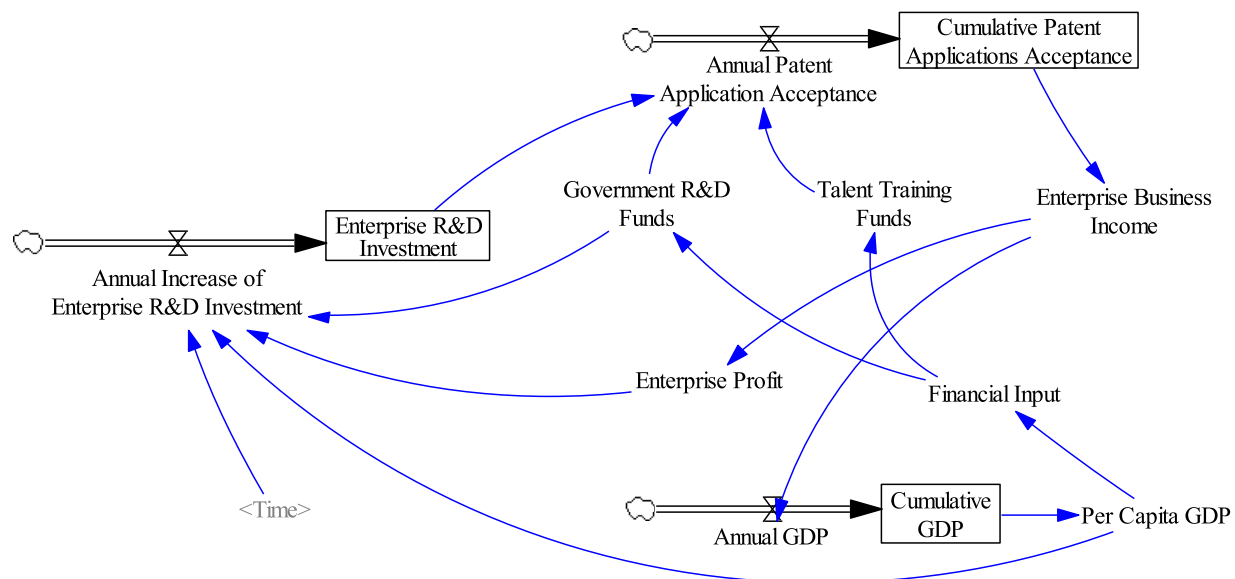 Cumulative Patent
Applications Acceptance
Annual Patent
Application Acceptance
Government R&D
Funds
Talent Training
Funds
Enterprise Business
Income
Enterprise R&D
Investment
Annual Increase of
Enterprise R&D Investment
Enterprise Profit
Financial Input
<Time>
Cumulative
GDP
Annual GDP
Per Capita GDP